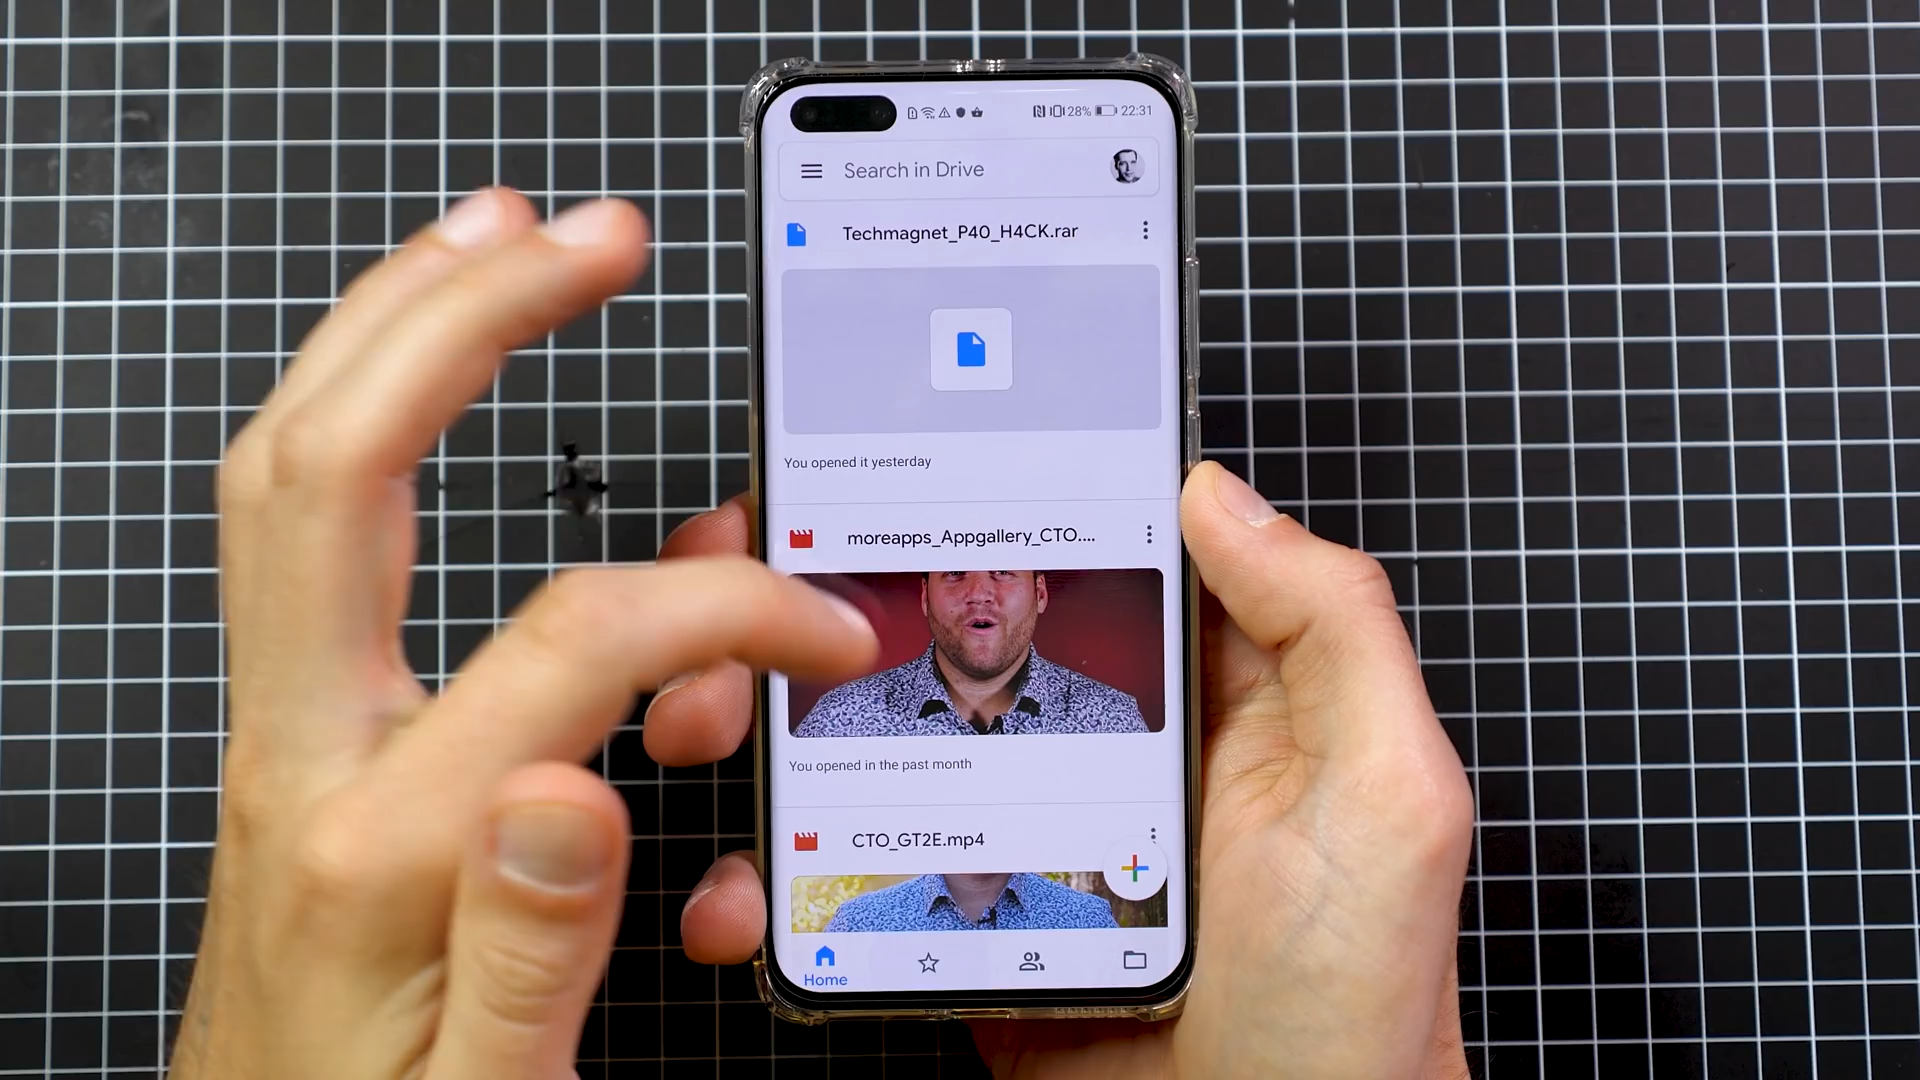 28% 22:31
Search in Drive
Techmagnet_P40_H4CK.rar
You opened it yesterday
moreapps_Appgallery_CTO....
You opened in the past month
CTO_GT2E.mp4
Home